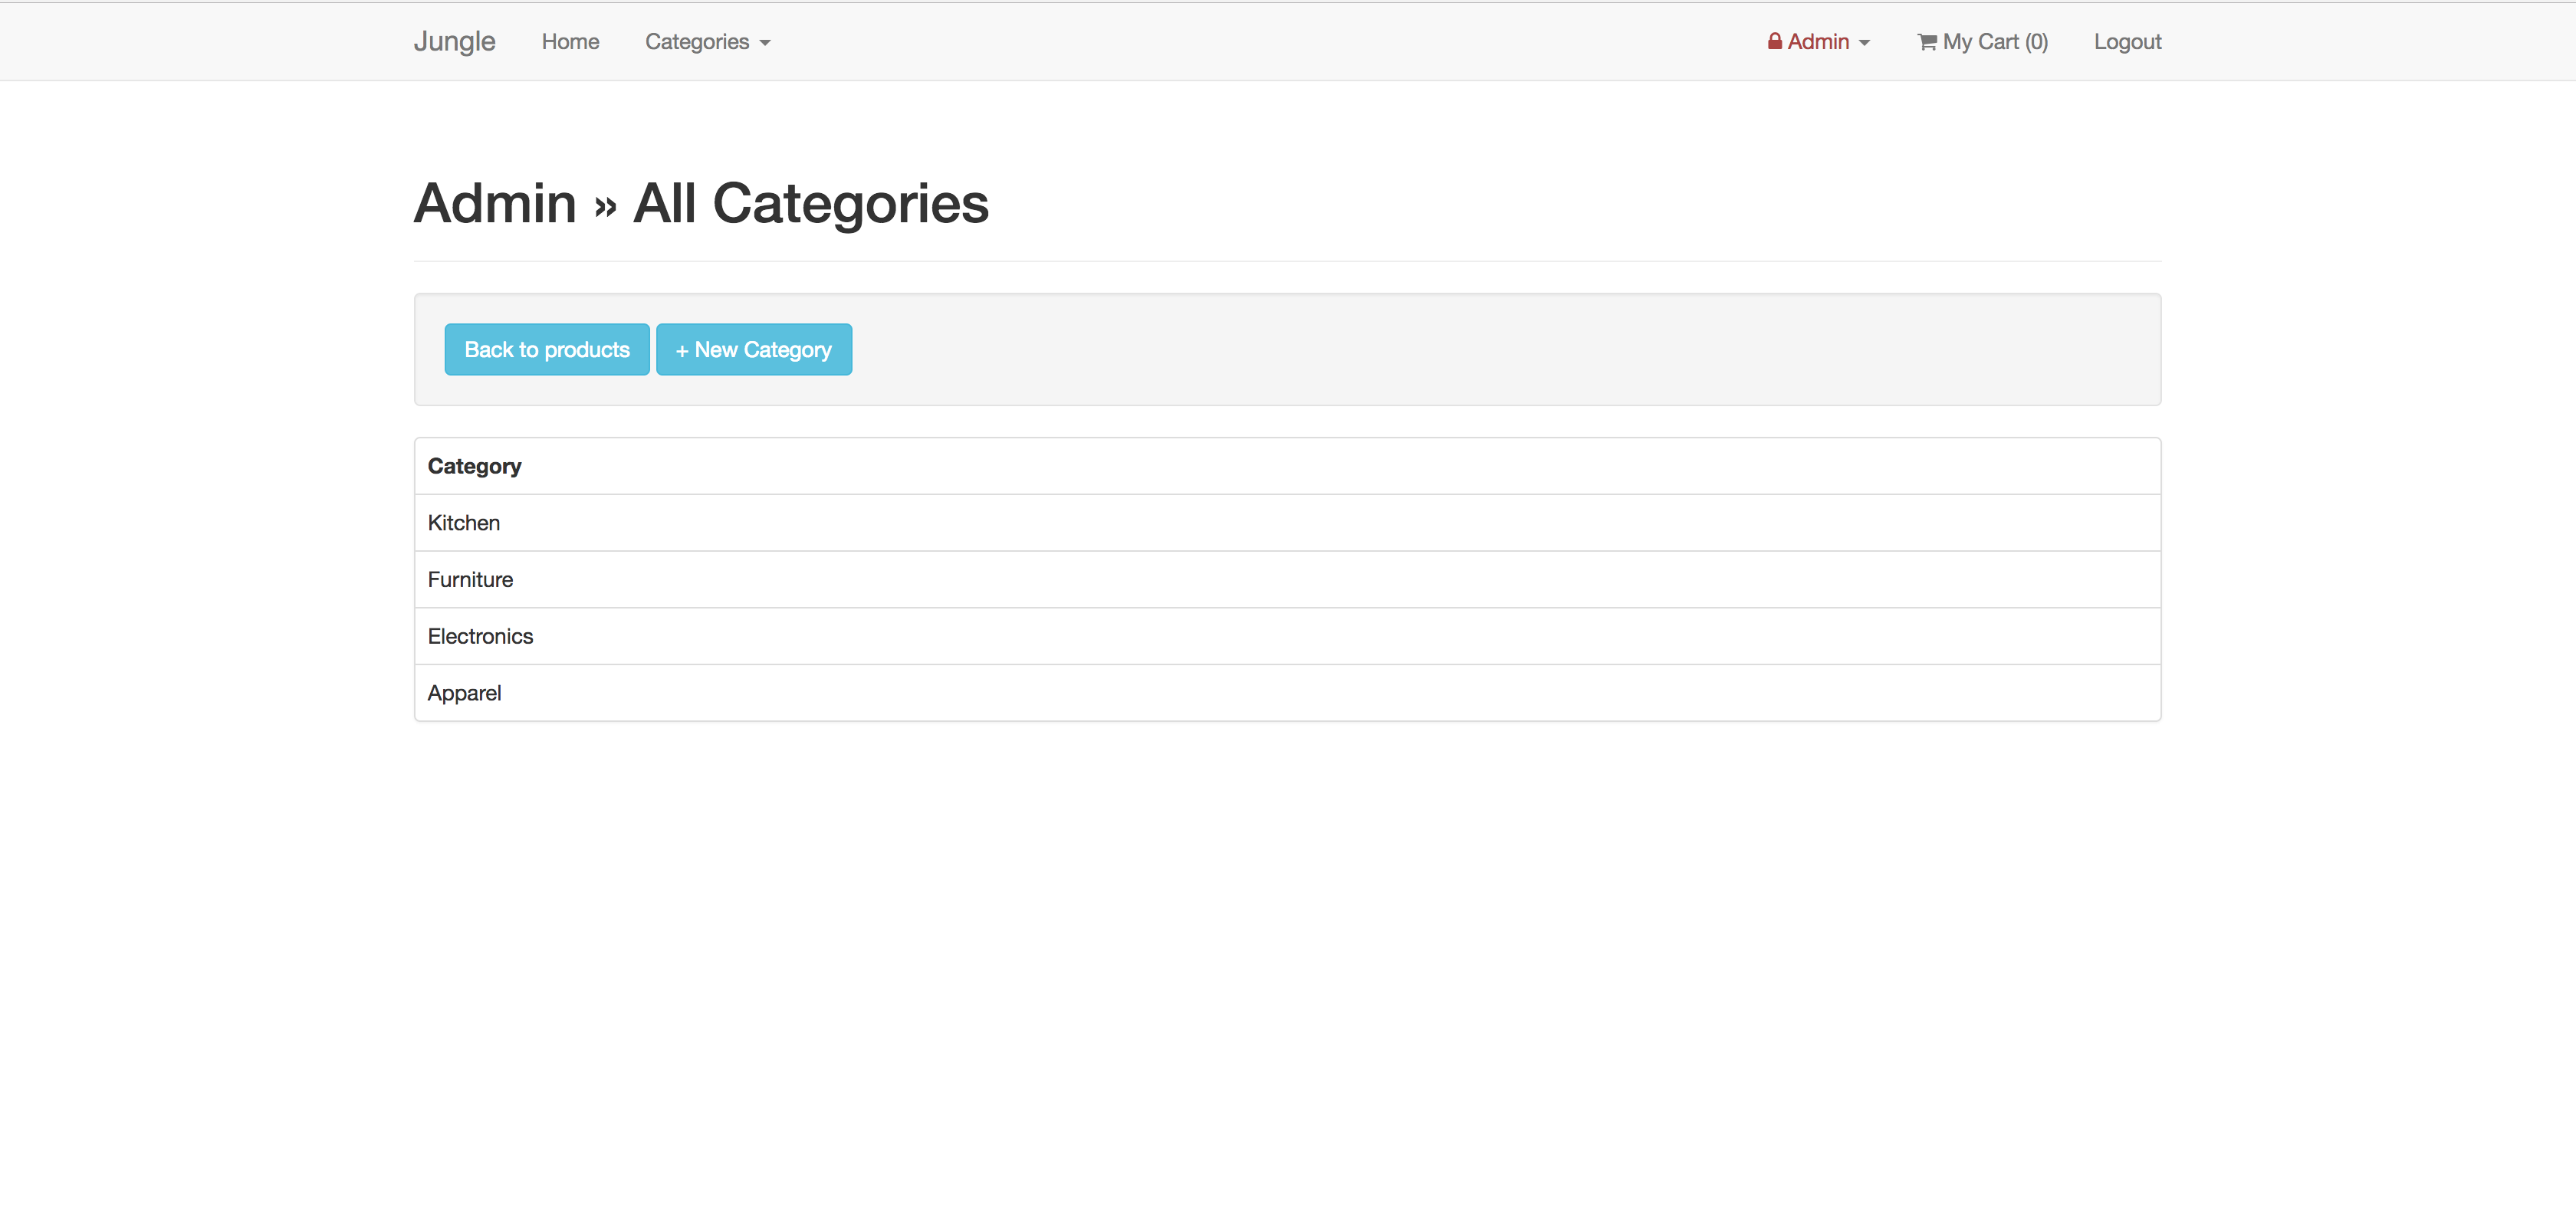 Jungle Home Categories Admin My Cart (0) Logout
Admin » All Categories
Back to products + New Category
Category
Kitchen
Furniture
Electronics
Apparel